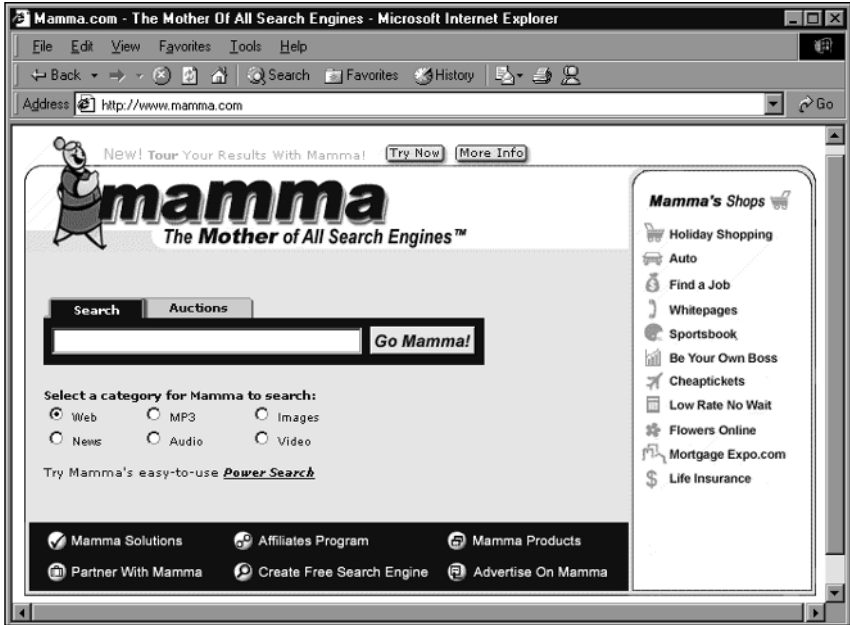 Mamma.com - The Mother Of All Search Engines - Microsoft Internet Explorer
File Edit View Favorites Tools Help
Back Search Favorites History
Address http://www.mamma.com Go
New! Tour Your Results With Mamma! Try Now More Info
mamma
The Mother of All Search Engines™
Search Auctions
Go Mamma!
Select a category for Mamma to search:
Web MP3 Images
News Audio Video
Try Mamma's easy-to-use Power Search
Mamma's Shops
Holiday Shopping
Auto
Find a Job
Whitepages
Sportsbook
Be Your Own Boss
Cheaptickets
Low Rate No Wait
Flowers Online
Mortgage Expo.com
Life Insurance
Mamma Solutions Affiliates Program Mamma Products
Partner With Mamma Create Free Search Engine Advertise On Mamma